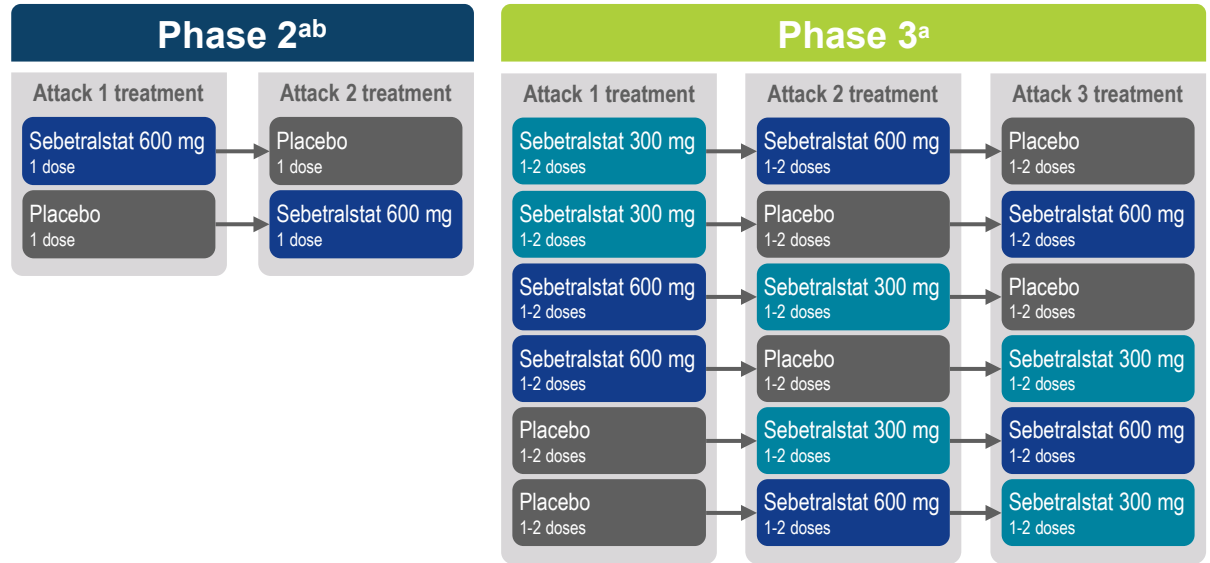 Phase 2ab
Attack 1 treatment
Attack 2 treatment
Sebetralstat 600 mg
1 dose
Placebo
1 dose
Placebo
1 dose
Sebetralstat 600 mg
1 dose
Phase 3a
Attack 1 treatment
Attack 2 treatment
Attack 3 treatment
Sebetralstat 300 mg
1-2 doses
Sebetralstat 600 mg
1-2 doses
Placebo
1-2 doses
Sebetralstat 300 mg
1-2 doses
Placebo
1-2 doses
Sebetralstat 600 mg
1-2 doses
Sebetralstat 600 mg
1-2 doses
Sebetralstat 300 mg
1-2 doses
Placebo
1-2 doses
Sebetralstat 600 mg
1-2 doses
Placebo
1-2 doses
Sebetralstat 300 mg
1-2 doses
Placebo
1-2 doses
Sebetralstat 300 mg
1-2 doses
Sebetralstat 600 mg
1-2 doses
Placebo
1-2 doses
Sebetralstat 600 mg
1-2 doses
Sebetralstat 300 mg
1-2 doses